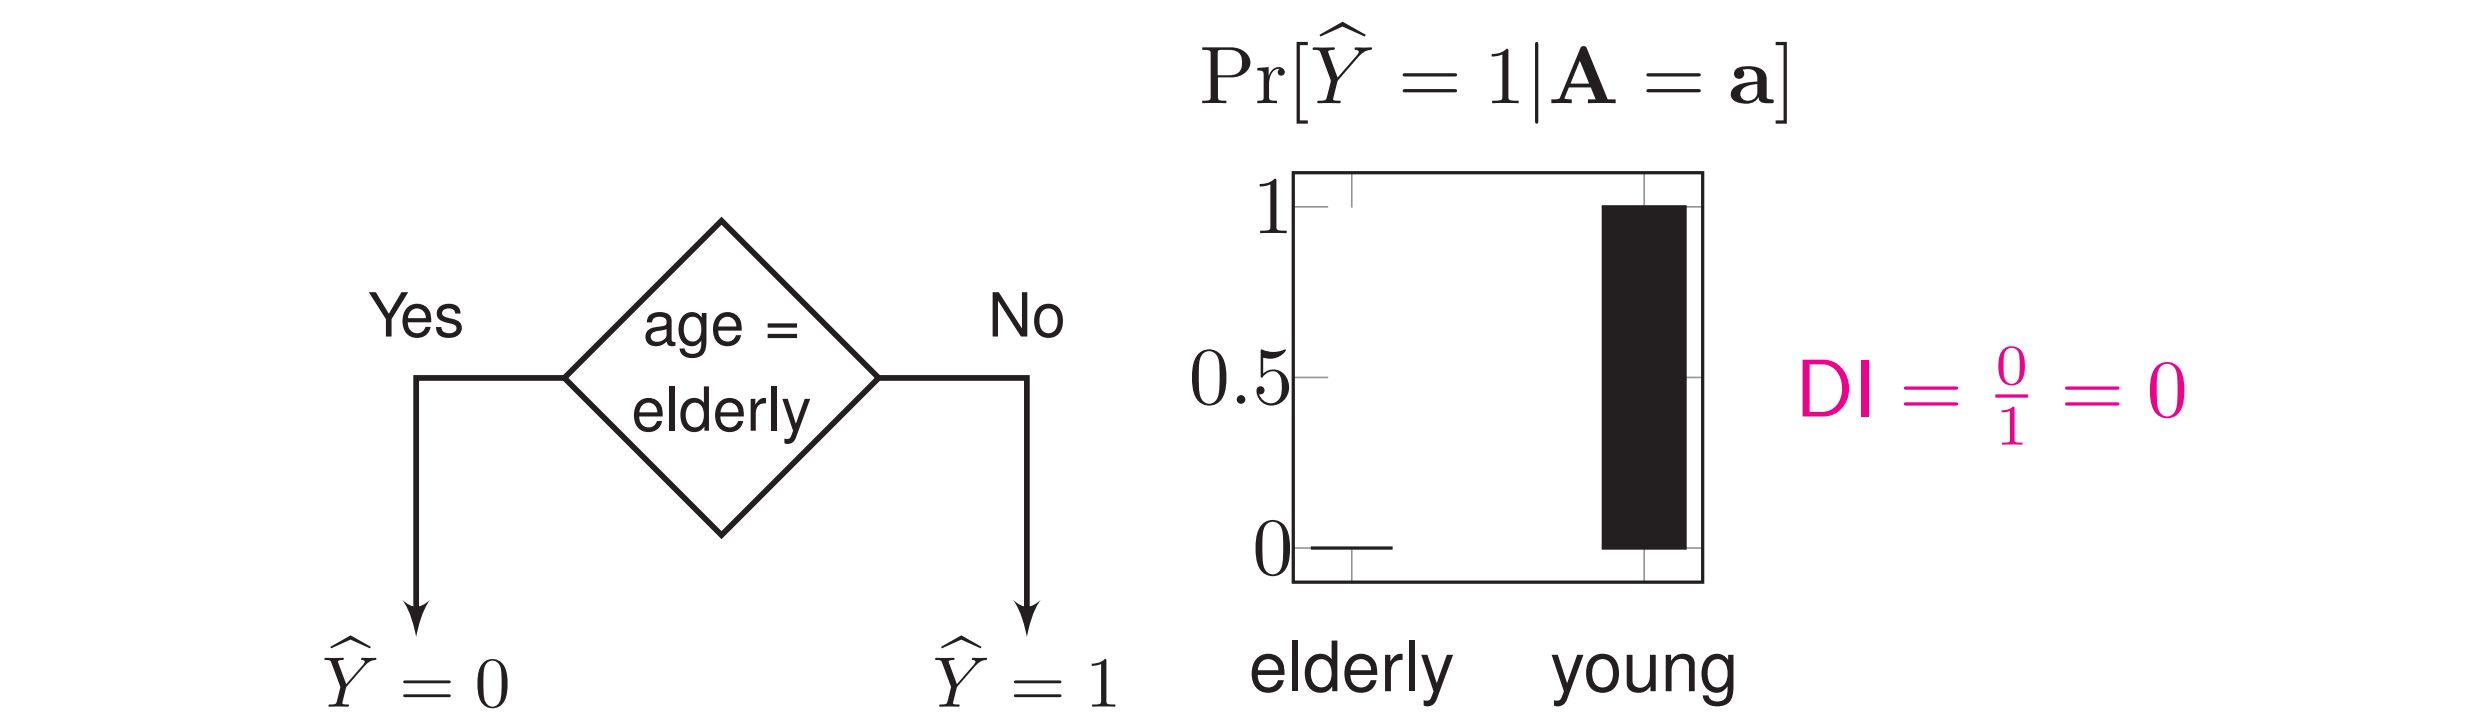 Yes
age =
elderly
No
Ŷ = 0
Ŷ = 1
Pr[Ŷ = 1|A = a]
1
0.5
0
elderly young
DI = 0/1 = 0